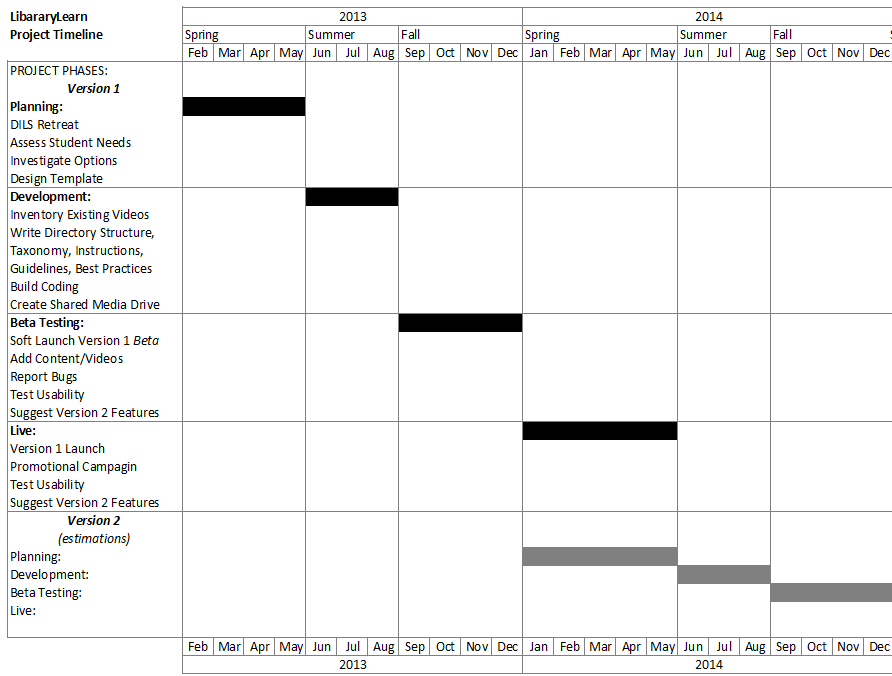 LibararyLearn
Project Timeline
2013 2014
Spring Summer Fall Spring Summer Fall
Feb Mar Apr May Jun Jul Aug Sep Oct Nov Dec Jan Feb Mar Apr May Jun Jul Aug Sep Oct Nov Dec
PROJECT PHASES:
Version 1
Planning:
DILS Retreat
Assess Student Needs
Investigate Options
Design Template
Development:
Inventory Existing Videos
Write Directory Structure,
Taxonomy, Instructions,
Guidelines, Best Practices
Build Coding
Create Shared Media Drive
Beta Testing:
Soft Launch Version 1 Beta
Add Content/Videos
Report Bugs
Test Usability
Suggest Version 2 Features
Live:
Version 1 Launch
Promotional Campagin
Test Usability
Suggest Version 2 Features
Version 2
(estimations)
Planning:
Development:
Beta Testing:
Live:
Feb Mar Apr May Jun Jul Aug Sep Oct Nov Dec Jan Feb Mar Apr May Jun Jul Aug Sep Oct Nov Dec
2013 2014